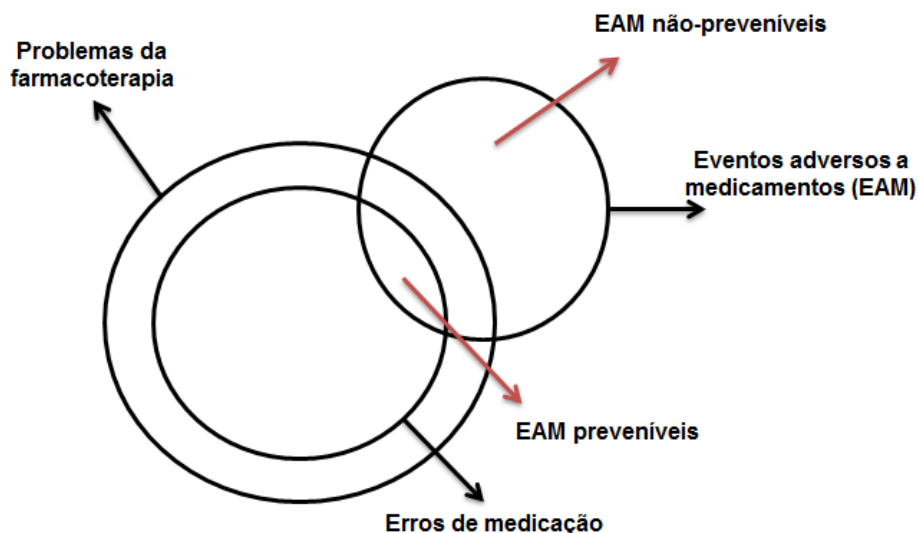 EAM não-preveníveis
Problemas da
farmacoterapia
Eventos adversos a
medicamentos (EAM)
EAM preveníveis
Erros de medicação